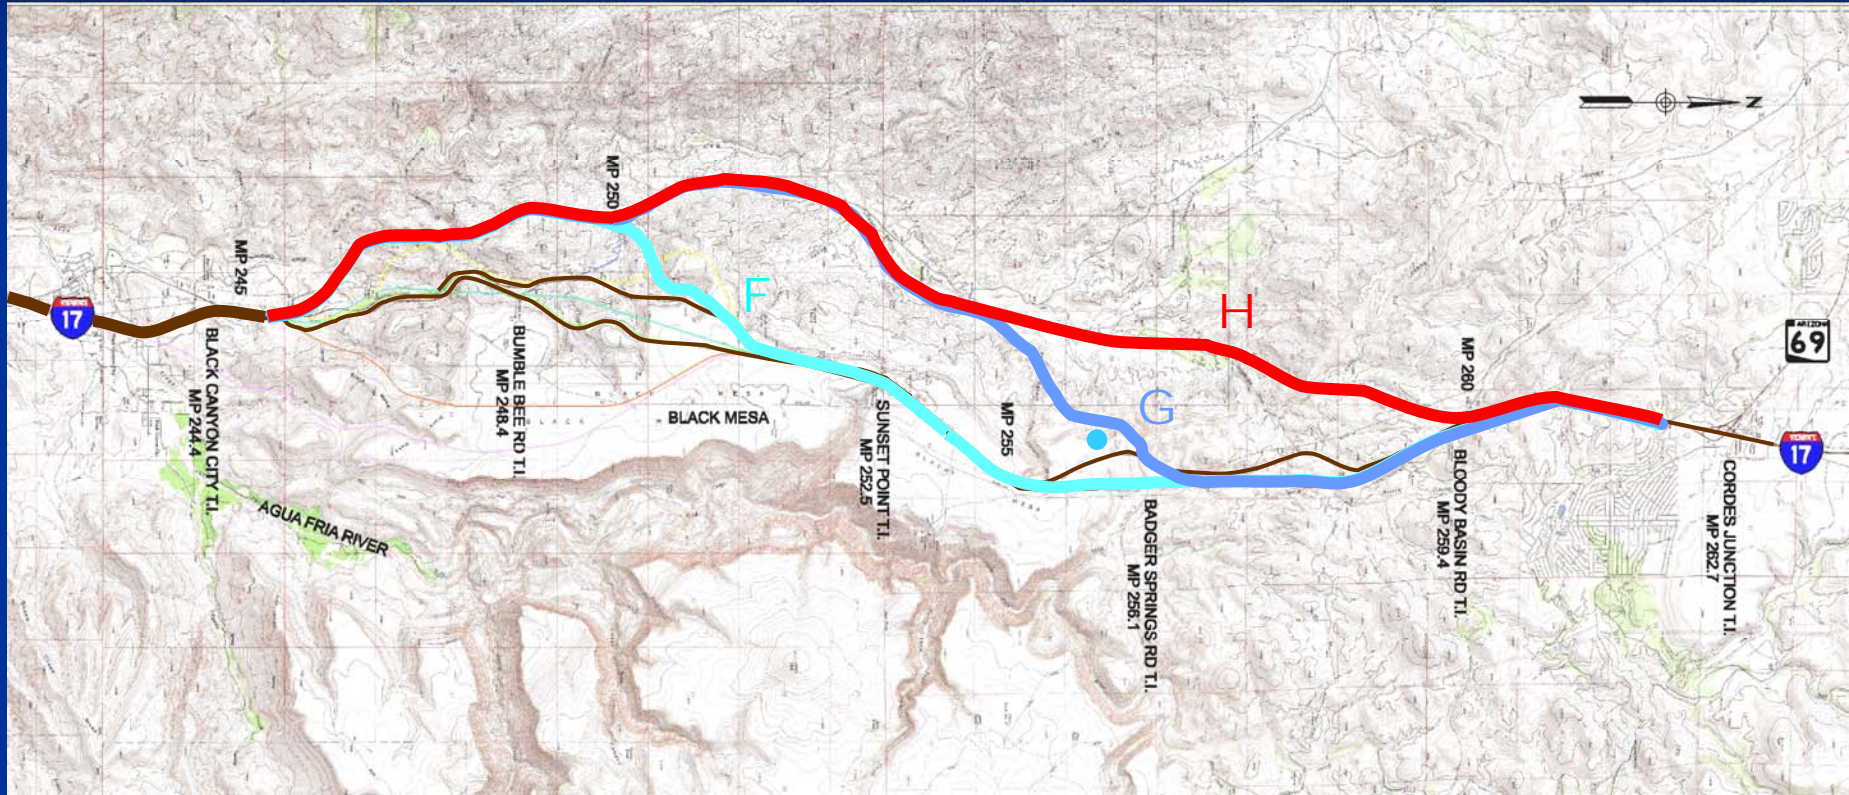 N
MP 250
MP 245
17
BLACK CANYON CITY T.I.
MP 244.4
AGUA FRIA RIVER
BUMBLE BEE RD T.I.
MP 248.4
F
BLACK MESA
SUNSET POINT T.I.
MP 252.5
MP 255
G
BADGER SPRINGS RD T.I.
MP 256.1
H
MP 260
BLOODY BASIN RD T.I.
MP 259.4
ARIZONA
69
17
CORDES JUNCTION T.I.
MP 262.7